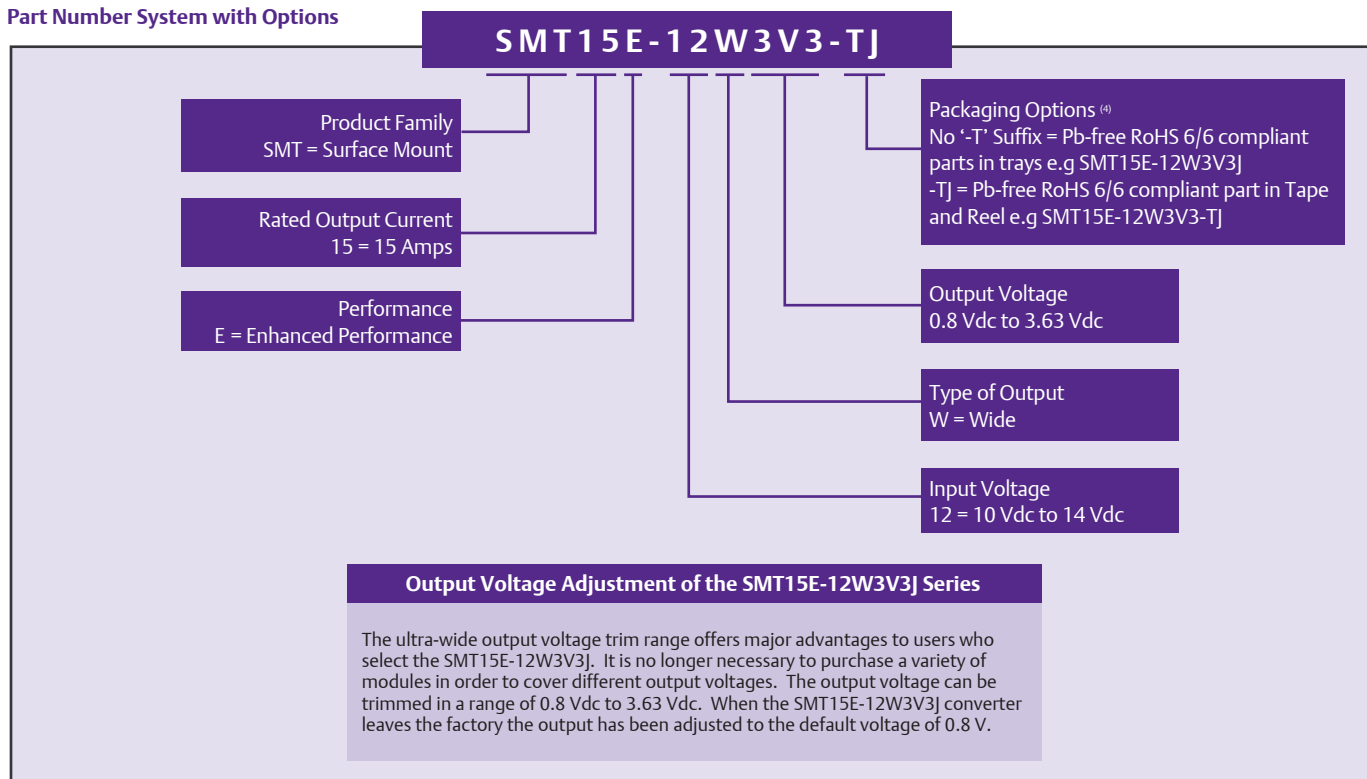 Part Number System with Options
SMT15E-12W3V3-TJ
Product Family
SMT = Surface Mount
Rated Output Current
15 = 15 Amps
Performance
E = Enhanced Performance
Packaging Options (4)
No ‘-T’ Suffix = Pb-free RoHS 6/6 compliant
parts in trays e.g SMT15E-12W3V3J
-TJ = Pb-free RoHS 6/6 compliant part in Tape
and Reel e.g SMT15E-12W3V3-TJ
Output Voltage
0.8 Vdc to 3.63 Vdc
Type of Output
W = Wide
Input Voltage
12 = 10 Vdc to 14 Vdc
Output Voltage Adjustment of the SMT15E-12W3V3J Series
The ultra-wide output voltage trim range offers major advantages to users who
select the SMT15E-12W3V3J. It is no longer necessary to purchase a variety of
modules in order to cover different output voltages. The output voltage can be
trimmed in a range of 0.8 Vdc to 3.63 Vdc. When the SMT15E-12W3V3J converter
leaves the factory the output has been adjusted to the default voltage of 0.8 V.